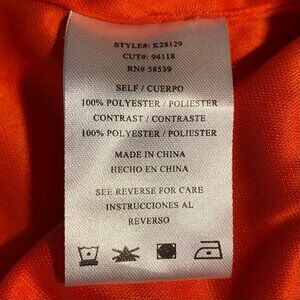 STYLE#: K28129
CUT#: 94118
RN# 58539
SELF / CUERPO
100% POLYESTER / POLIESTER
CONTRAST / CONTRASTE
100% POLYESTER / POLIESTER
MADE IN CHINA
HECHO EN CHINA
SEE REVERSE FOR CARE
INSTRUCCIONES AL
REVERSO